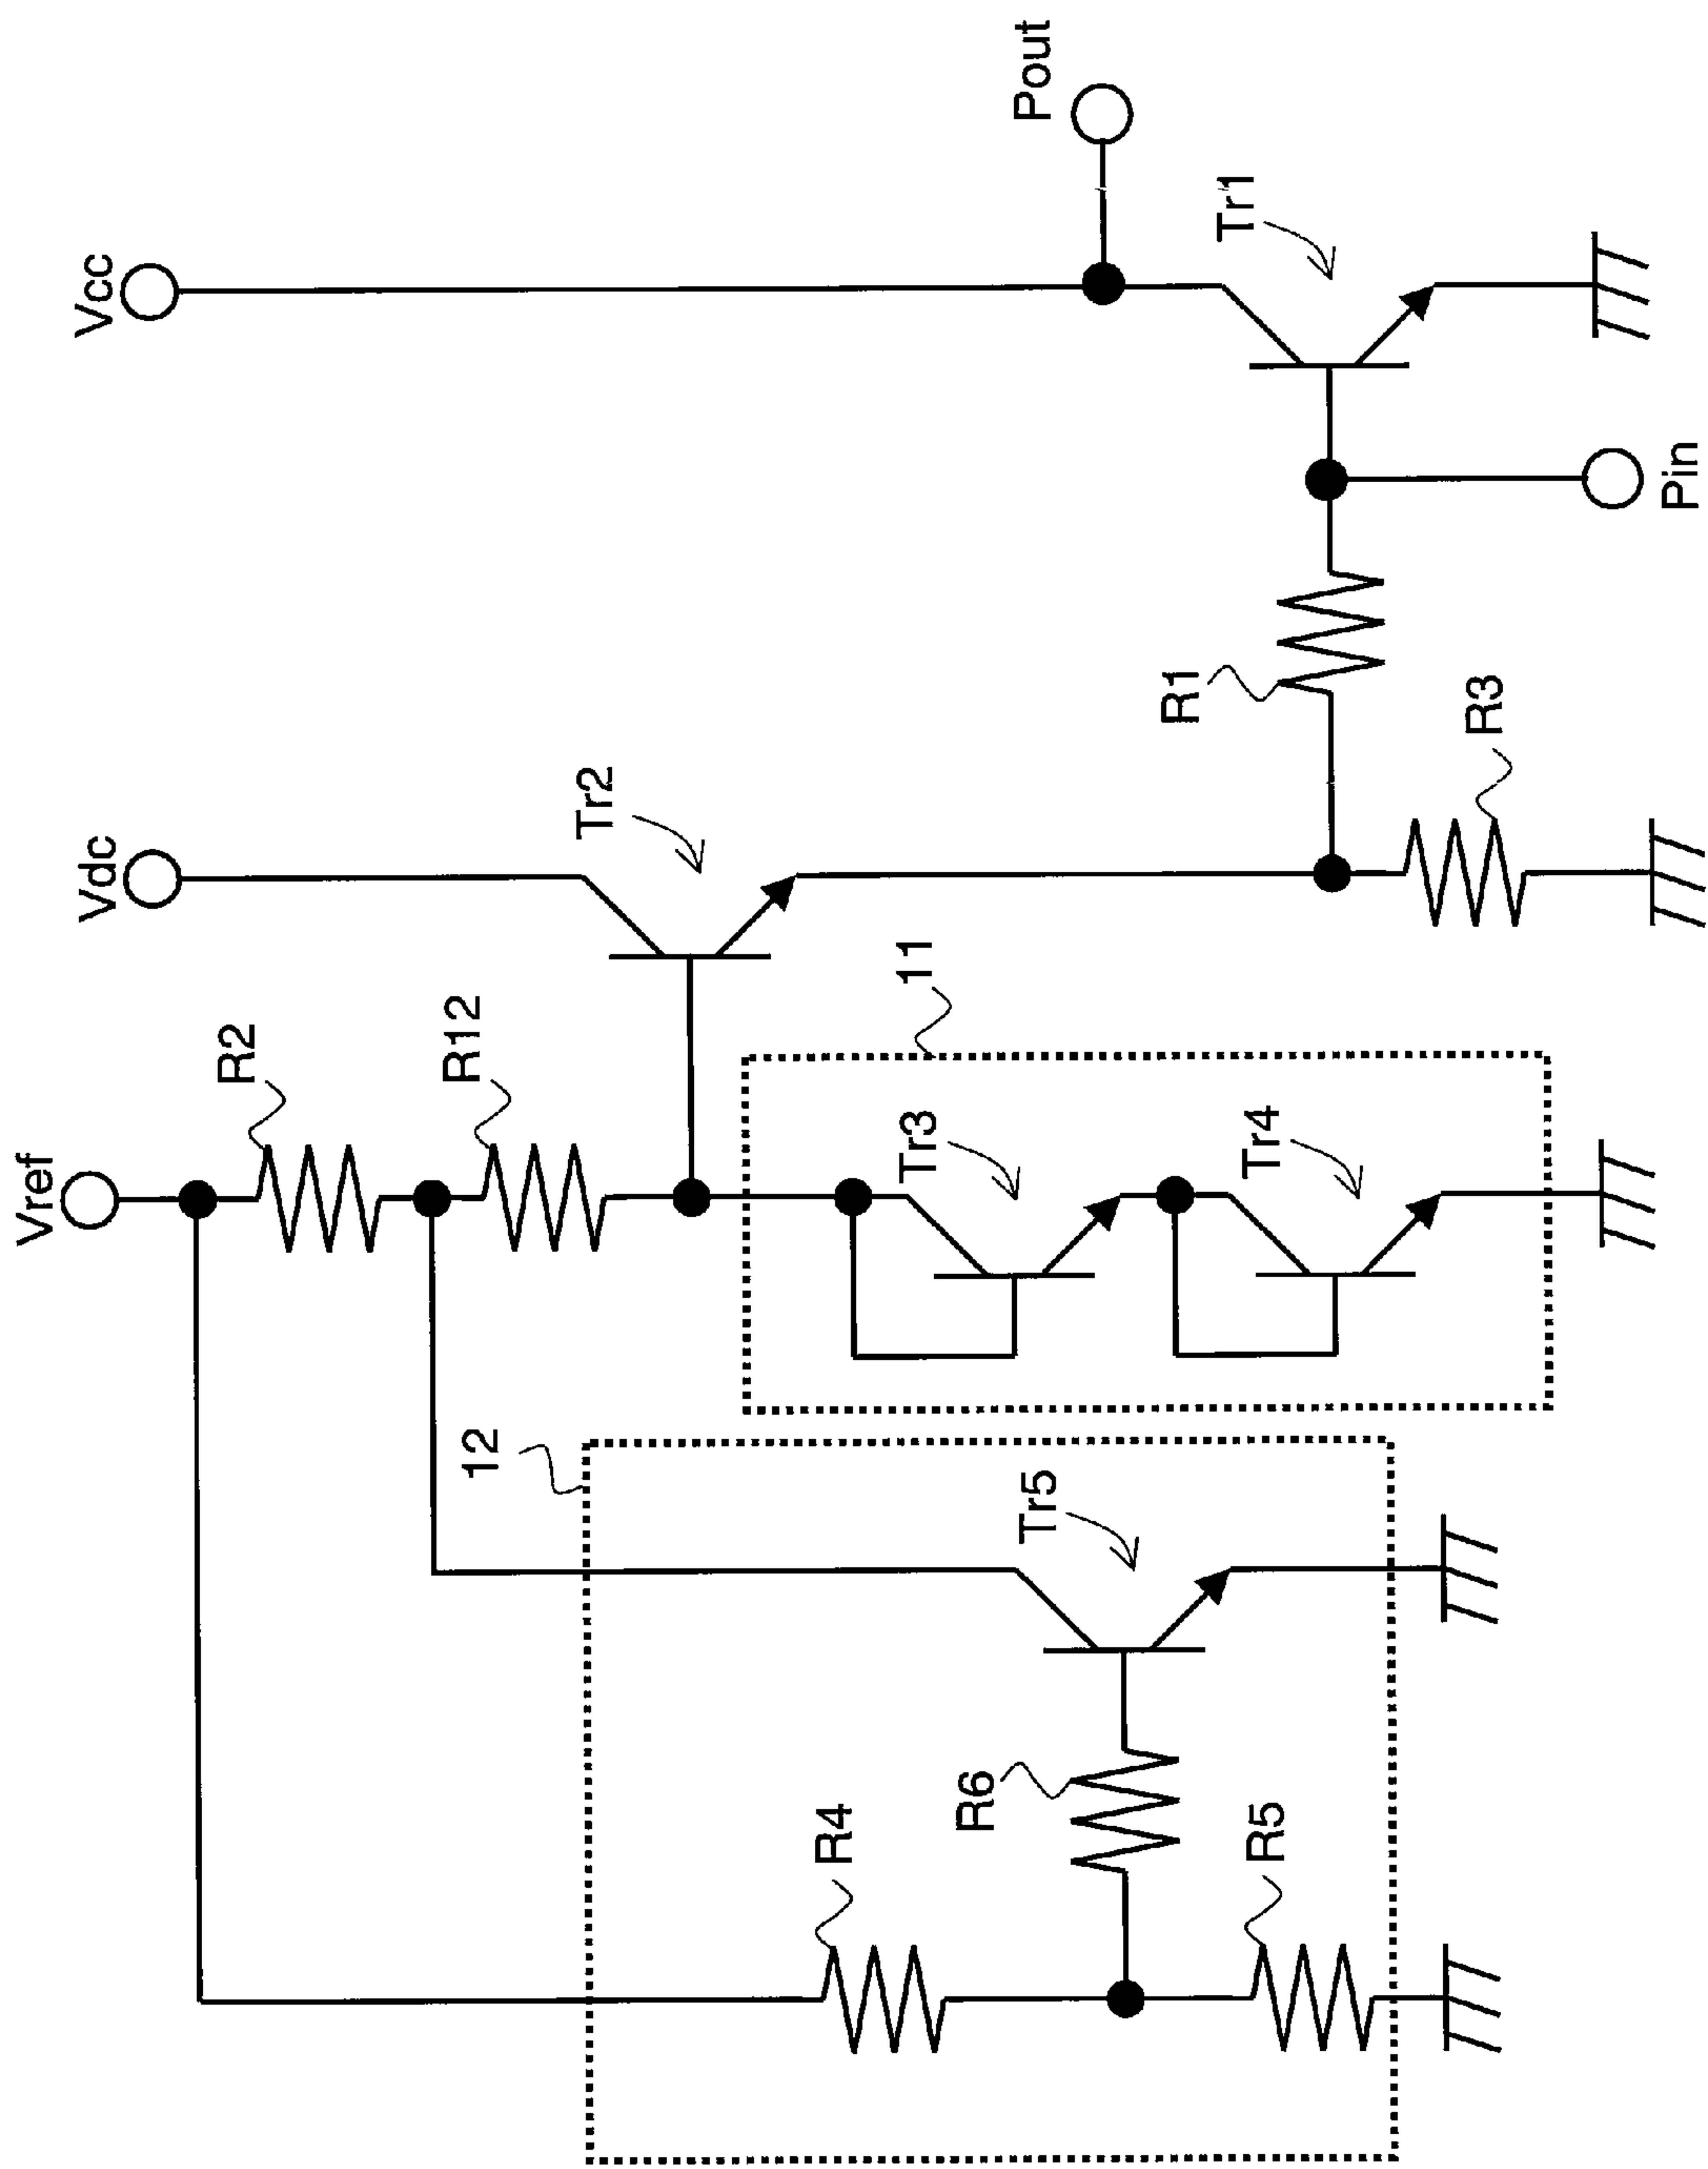 Vref
Vdc
Vcc
R2
R12
Tr2
Pout
Tr1
12
11
Tr3
Tr4
Tr5
R1
R3
R4
R6
R5
Pin